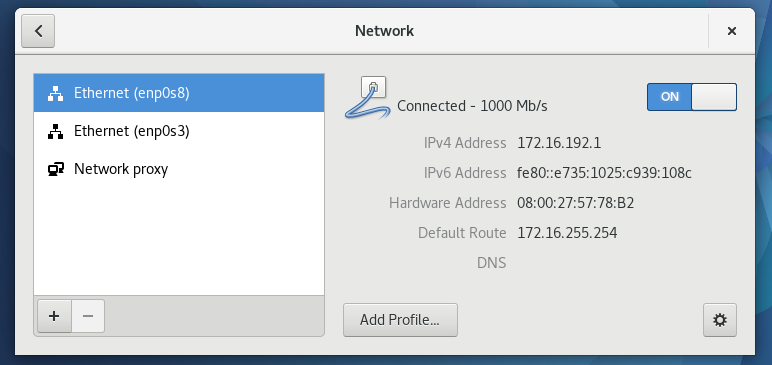 Network
Ethernet (enp0s8)
Ethernet (enp0s3)
Network proxy
Connected - 1000 Mb/s
ON
IPv4 Address 172.16.192.1
IPv6 Address fe80::e735:1025:c939:108c
Hardware Address 08:00:27:57:78:B2
Default Route 172.16.255.254
DNS
Add Profile...